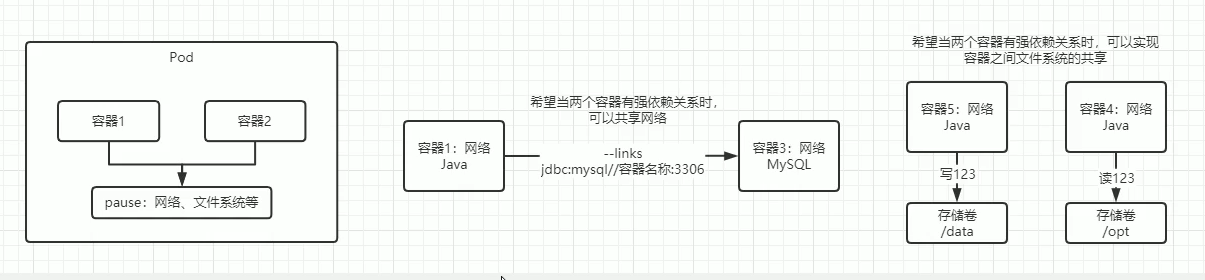 Pod
容器1
容器2
pause：网络、文件系统等
希望当两个容器有强依赖关系时，
可以共享网络
容器1：网络
Java
--links
jdbc:mysql//容器名称:3306
容器3：网络
MySQL
希望当两个容器有强依赖关系时，可以实现
容器之间文件系统的共享
容器5：网络
Java
容器4：网络
Java
写123
读123
存储卷
/data
存储卷
/opt